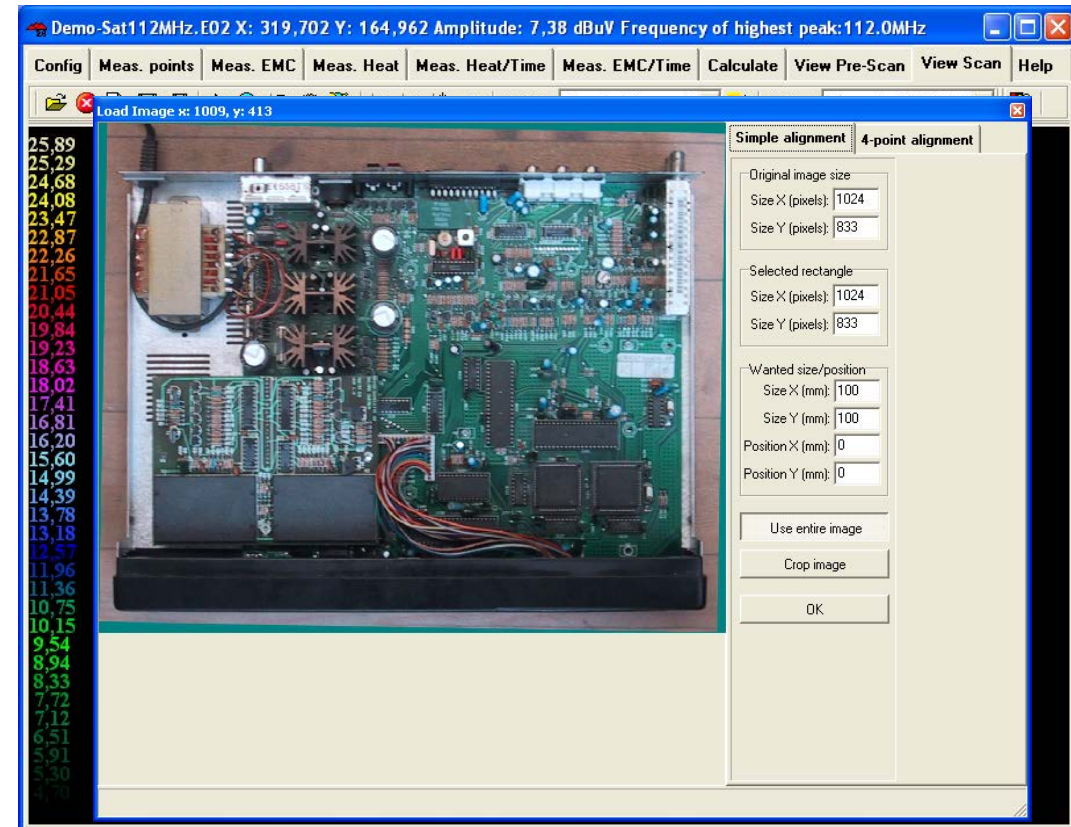 Demo-Sat112MHz.E02 X: 319,702 Y: 164,962 Amplitude: 7,38 dBuV Frequency of highest peak:112.0MHz
Config Meas. points Meas. EMC Meas. Heat Meas. Heat/Time Meas. EMC/Time Calculate View Pre-Scan View Scan Help
Load Image x: 1009, y: 413
25,89
25,29
24,68
24,08
23,47
22,87
22,26
21,65
21,05
20,44
19,84
19,23
18,63
18,02
17,41
16,81
16,20
15,60
14,99
14,39
13,78
13,18
12,57
11,96
11,36
10,75
10,15
9,54
8,94
8,33
7,72
7,12
6,51
5,91
5,30
4,70
Simple alignment 4-point alignment
Original image size
Size X (pixels): 1024
Size Y (pixels): 833
Selected rectangle
Size X (pixels): 1024
Size Y (pixels): 833
Wanted size/position
Size X (mm): 100
Size Y (mm): 100
Position X (mm): 0
Position Y (mm): 0
Use entire image
Crop image
OK